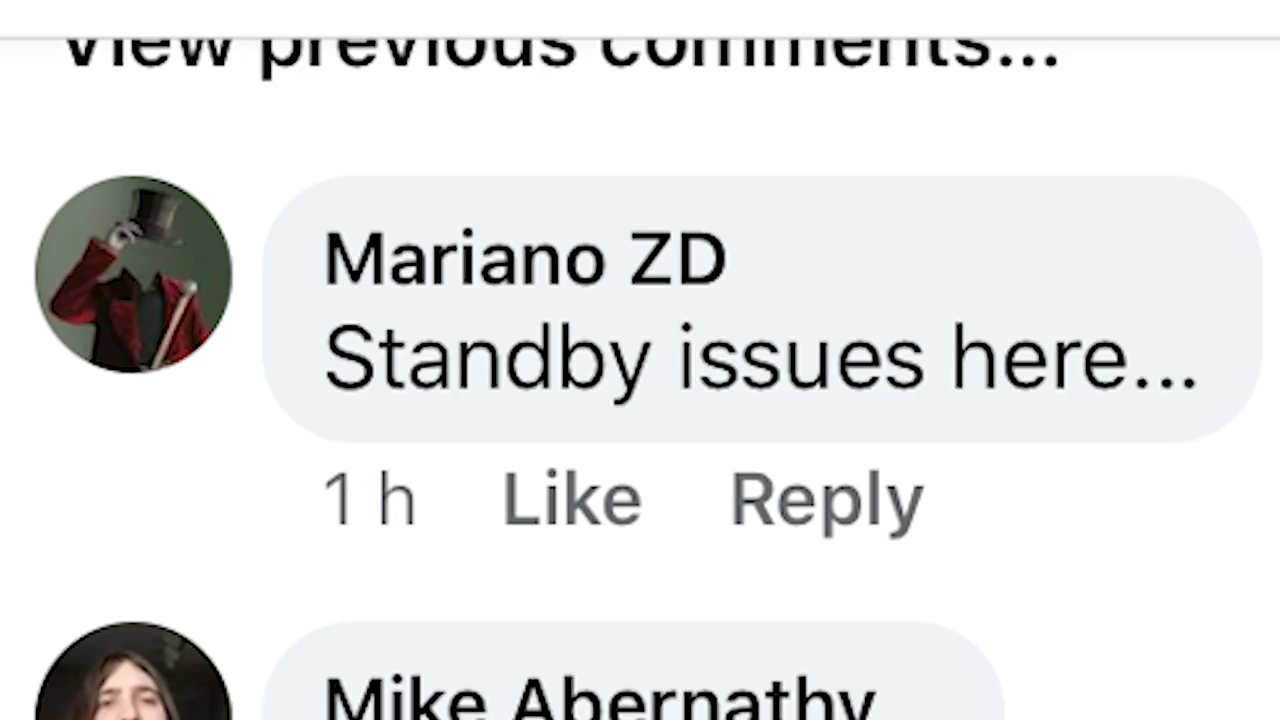 View previous comments...
Mariano ZD
Standby issues here...
1 h Like Reply
Mike Abernathy